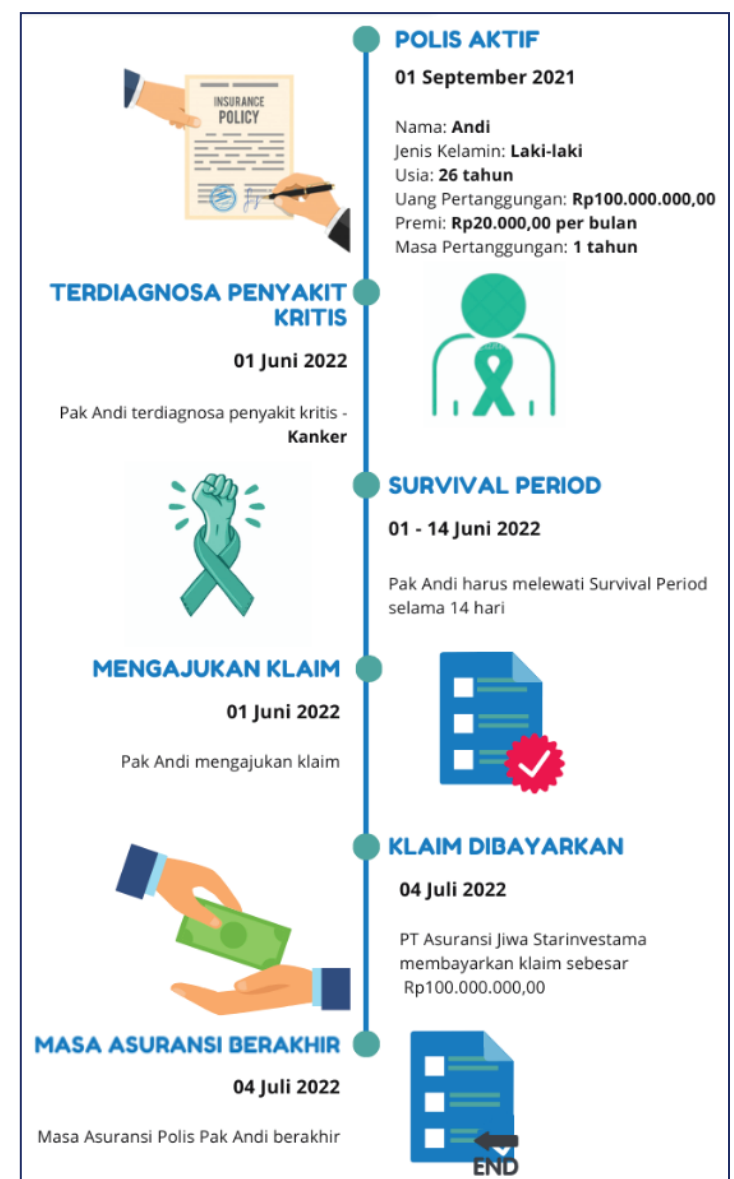 POLIS AKTIF
01 September 2021
INSURANCE
POLICY
Nama: Andi
Jenis Kelamin: Laki-laki
Usia: 26 tahun
Uang Pertanggungan: Rp100.000.000,00
Premi: Rp20.000,00 per bulan
Masa Pertanggungan: 1 tahun
TERDIAGNOSA PENYAKIT
KRITIS
01 Juni 2022
Pak Andi terdiagnosa penyakit kritis -
Kanker
SURVIVAL PERIOD
01 - 14 Juni 2022
Pak Andi harus melewati Survival Period
selama 14 hari
MENGAJUKAN KLAIM
01 Juni 2022
Pak Andi mengajukan klaim
KLAIM DIBAYARKAN
04 Juli 2022
PT Asuransi Jiwa Starinvestama
membayarkan klaim sebesar
Rp100.000.000,00
MASA ASURANSI BERAKHIR
04 Juli 2022
Masa Asuransi Polis Pak Andi berakhir
END